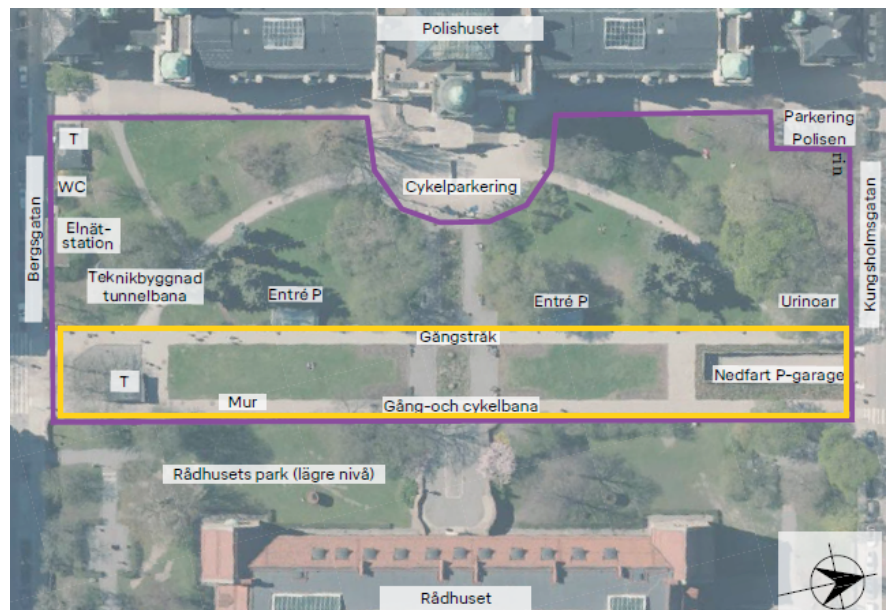 Polishuset
Parkering
Polisen
T
rin
Cykelparkering
WC
Bergsgatan
Kungsholmsgatan
Elnät-
station
Teknikbyggnad
tunnelbana
Entré P
Entré P
Urinoar
Gångstråk
T
Nedfart P-garage
Mur
Gång-och cykelbana
Rådhusets park (lägre nivå)
Rådhuset